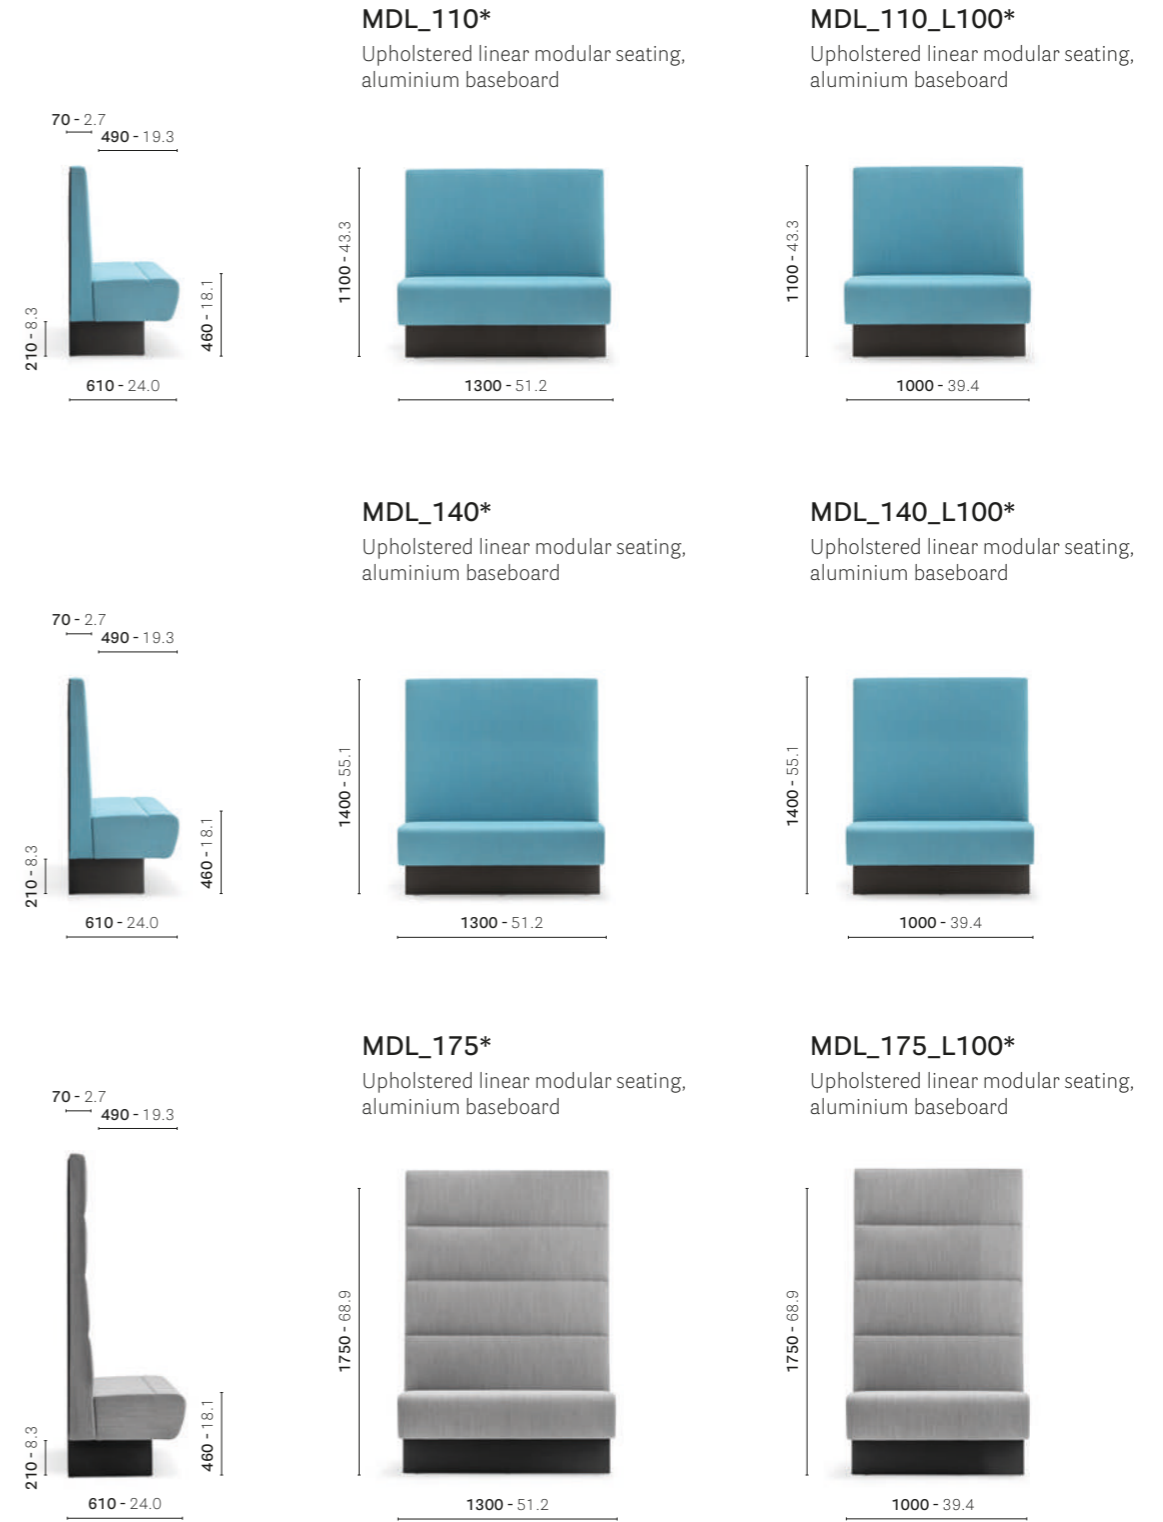 MDL_110*
Upholstered linear modular seating,
aluminium baseboard
MDL_110_L100*
Upholstered linear modular seating,
aluminium baseboard
70 - 2.7
490 - 19.3
210 - 8.3
460 - 18.1
610 - 24.0
1100 - 43.3
1300 - 51.2
1100 - 43.3
1000 - 39.4
MDL_140*
Upholstered linear modular seating,
aluminium baseboard
MDL_140_L100*
Upholstered linear modular seating,
aluminium baseboard
70 - 2.7
490 - 19.3
210 - 8.3
460 - 18.1
610 - 24.0
1400 - 55.1
1300 - 51.2
1400 - 55.1
1000 - 39.4
MDL_175*
Upholstered linear modular seating,
aluminium baseboard
MDL_175_L100*
Upholstered linear modular seating,
aluminium baseboard
70 - 2.7
490 - 19.3
210 - 8.3
460 - 18.1
610 - 24.0
1750 - 68.9
1300 - 51.2
1750 - 68.9
1000 - 39.4